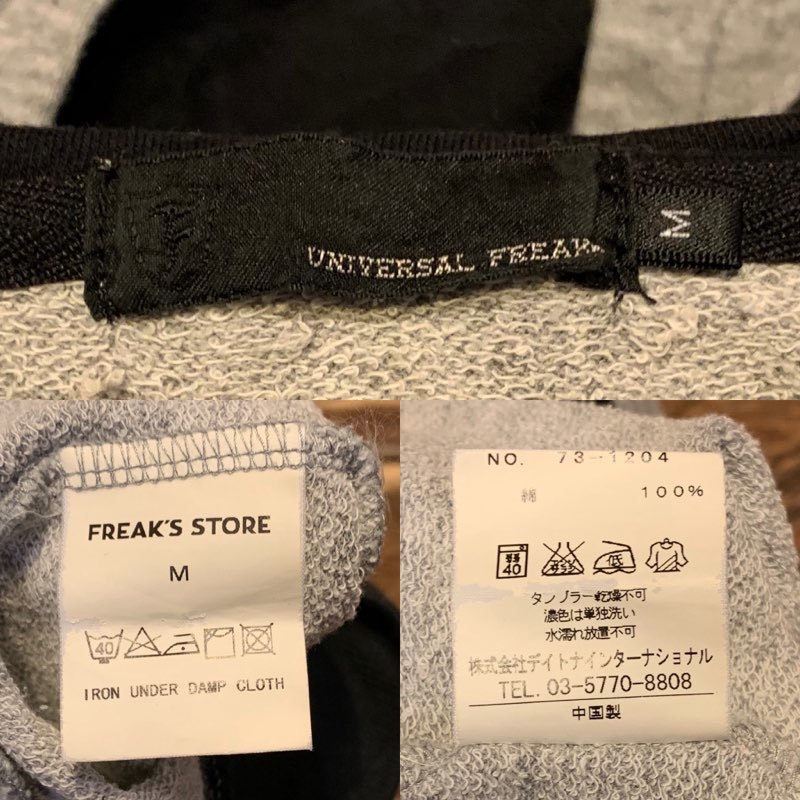 UNIVERSAL FREAK
M
FREAK'S STORE
M
40
IRON UNDER DAMP CLOTH
NO. 73-1204
綿 100%
40 低
タンブラー乾燥不可
濃色は単独洗い
水濡れ放置不可
株式会社デイトナインターナショナル
TEL. 03-5770-8808
中国製